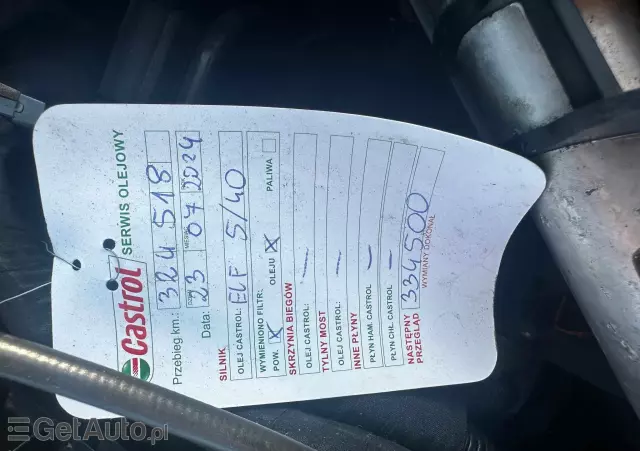 Castrol
SERWIS OLEJOWY
Przebieg km.: 324 518
Data: 23 07 2024
SILNIK
OLEJ CASTROL: ELF 5/40
WYMIENIONO FILTR:
POW. X OLEJU X PALIWA
SKRZYNIA BIEGÓW
OLEJ CASTROL: —
TYLNY MOST
OLEJ CASTROL: —
INNE PŁYNY
PŁYN HAM. CASTROL —
PŁYN CHŁ. CASTROL —
NASTĘPNY
PRZEGLĄD 334500
WYMIANY DOKONAŁ
GetAuto.pl